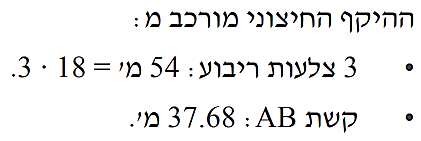 ההיקף החיצוני מורכב מ:
• 3 צלעות ריבוע: 54 מ' = 18 · 3.
• קשת AB: 37.68 מ'.